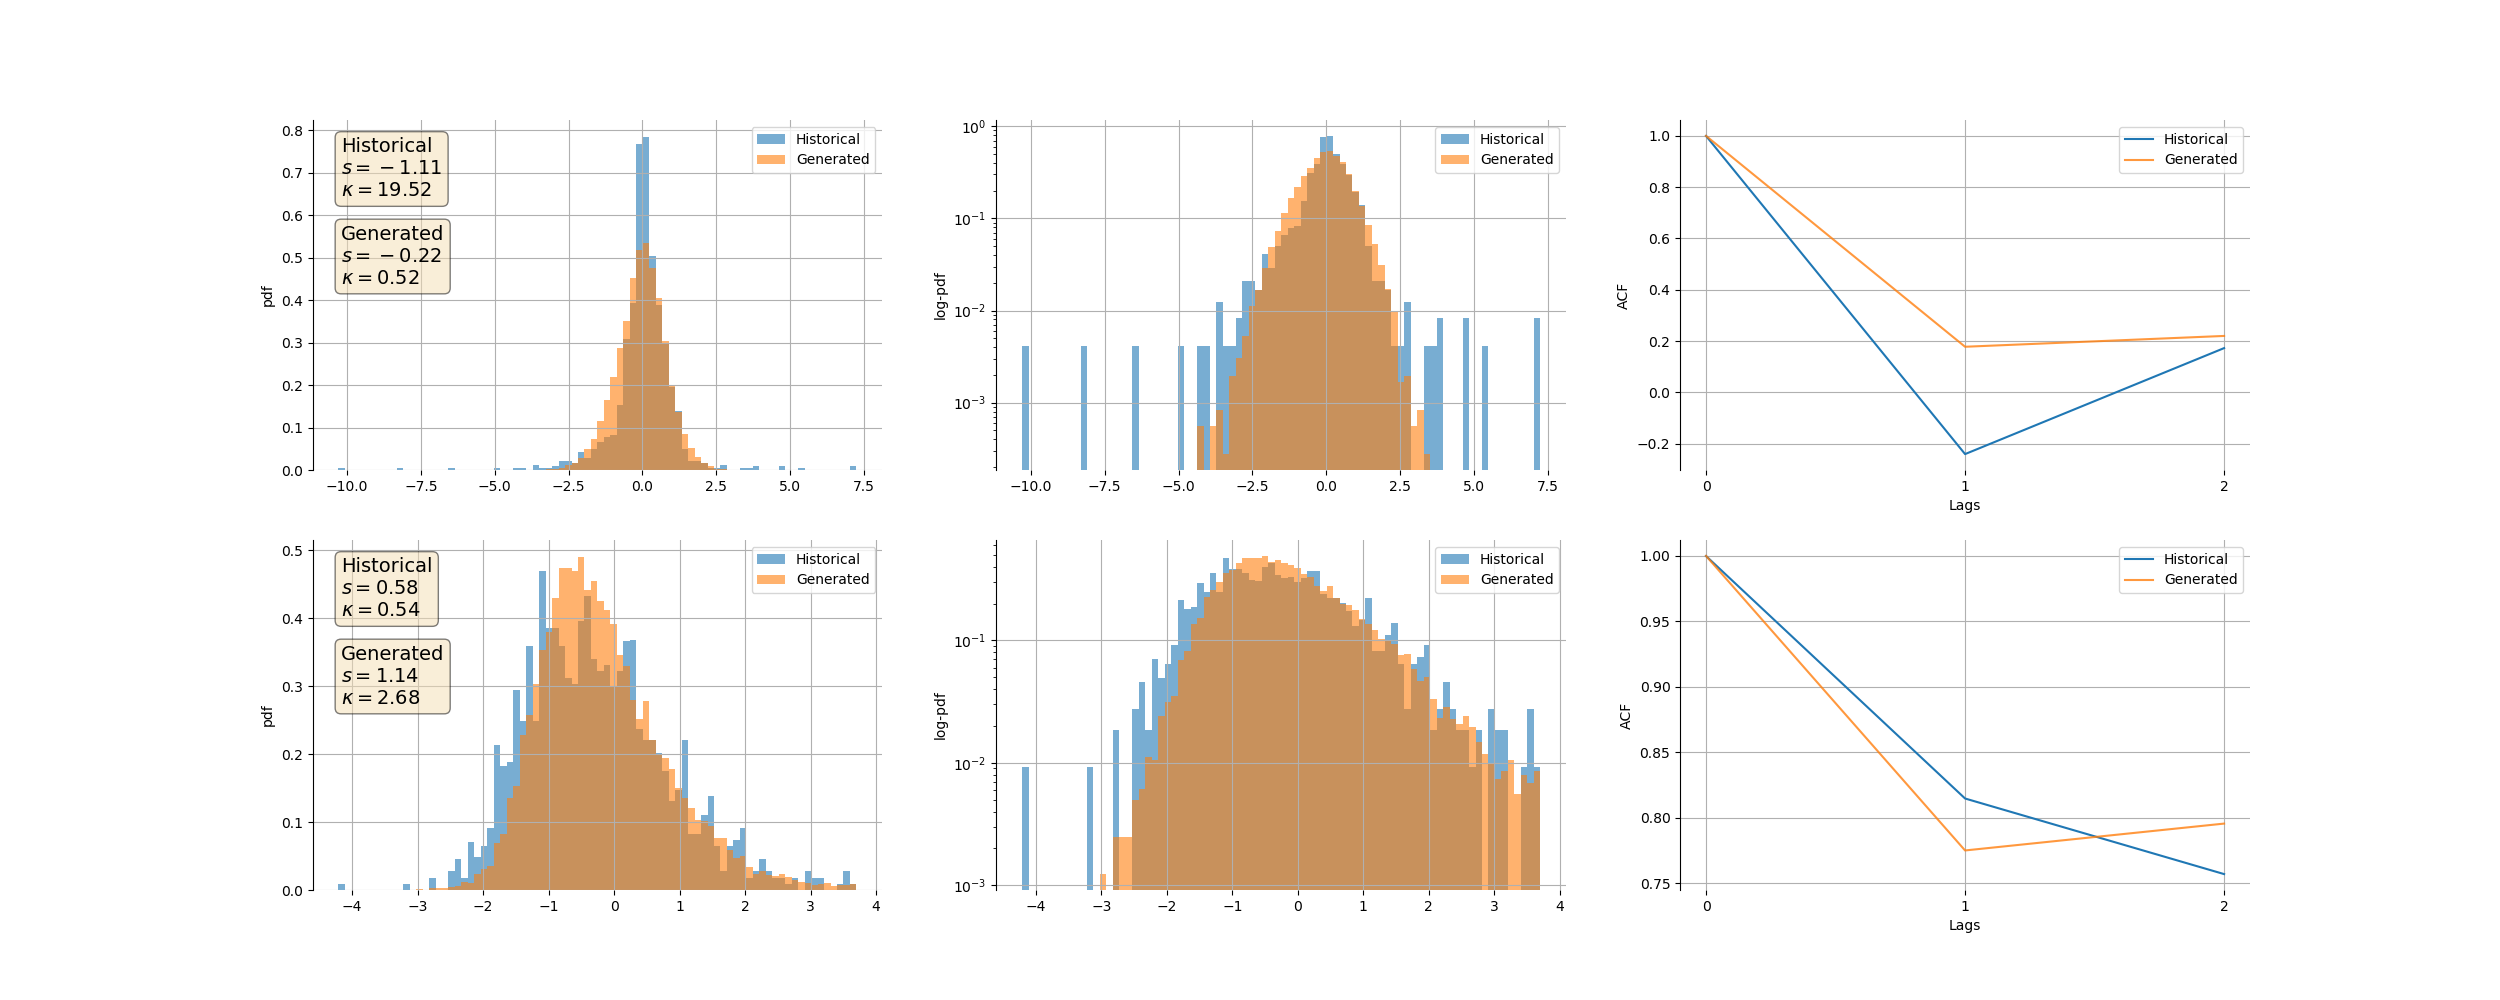 Historical
s = −1.11
κ = 19.52
Generated
s = −0.22
κ = 0.52
Historical
Generated
pdf
0.8
0.7
0.6
0.5
0.4
0.3
0.2
0.1
0.0
−10.0 −7.5 −5.0 −2.5 0.0 2.5 5.0 7.5
Historical
Generated
log-pdf
10⁰
10⁻¹
10⁻²
10⁻³
−10.0 −7.5 −5.0 −2.5 0.0 2.5 5.0 7.5
Historical
Generated
ACF
1.0
0.8
0.6
0.4
0.2
0.0
−0.2
0 1 2
Lags
Historical
s = 0.58
κ = 0.54
Generated
s = 1.14
κ = 2.68
Historical
Generated
pdf
0.5
0.4
0.3
0.2
0.1
0.0
−4 −3 −2 −1 0 1 2 3 4
Historical
Generated
log-pdf
10⁻¹
10⁻²
10⁻³
−4 −3 −2 −1 0 1 2 3 4
Historical
Generated
ACF
1.00
0.95
0.90
0.85
0.80
0.75
0 1 2
Lags